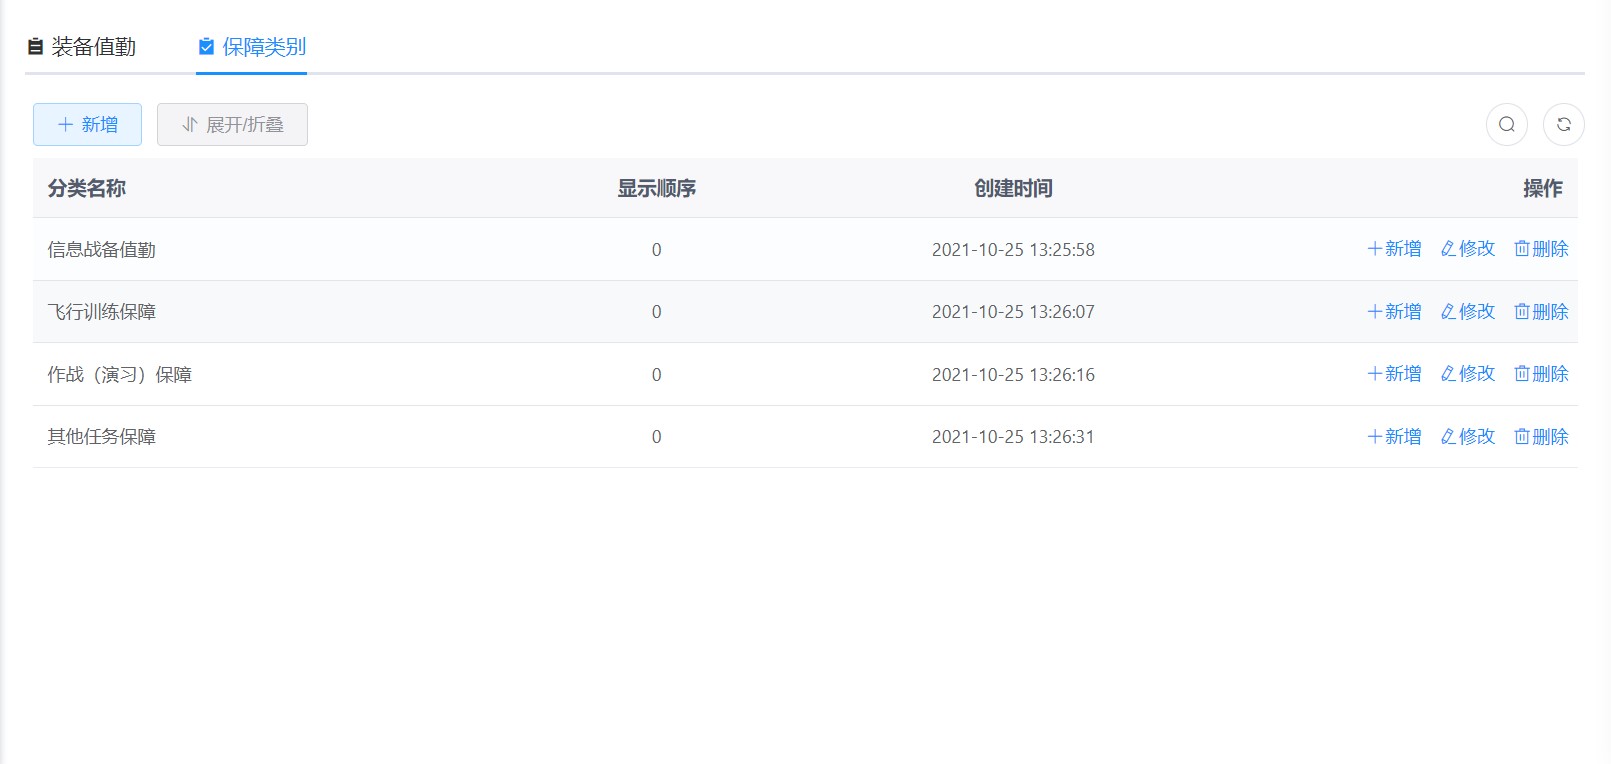 装备值勤 保障类别
新增 展开/折叠
分类名称 显示顺序 创建时间 操作
信息战备值勤 0 2021-10-25 13:25:58 新增 修改 删除
飞行训练保障 0 2021-10-25 13:26:07 新增 修改 删除
作战（演习）保障 0 2021-10-25 13:26:16 新增 修改 删除
其他任务保障 0 2021-10-25 13:26:31 新增 修改 删除